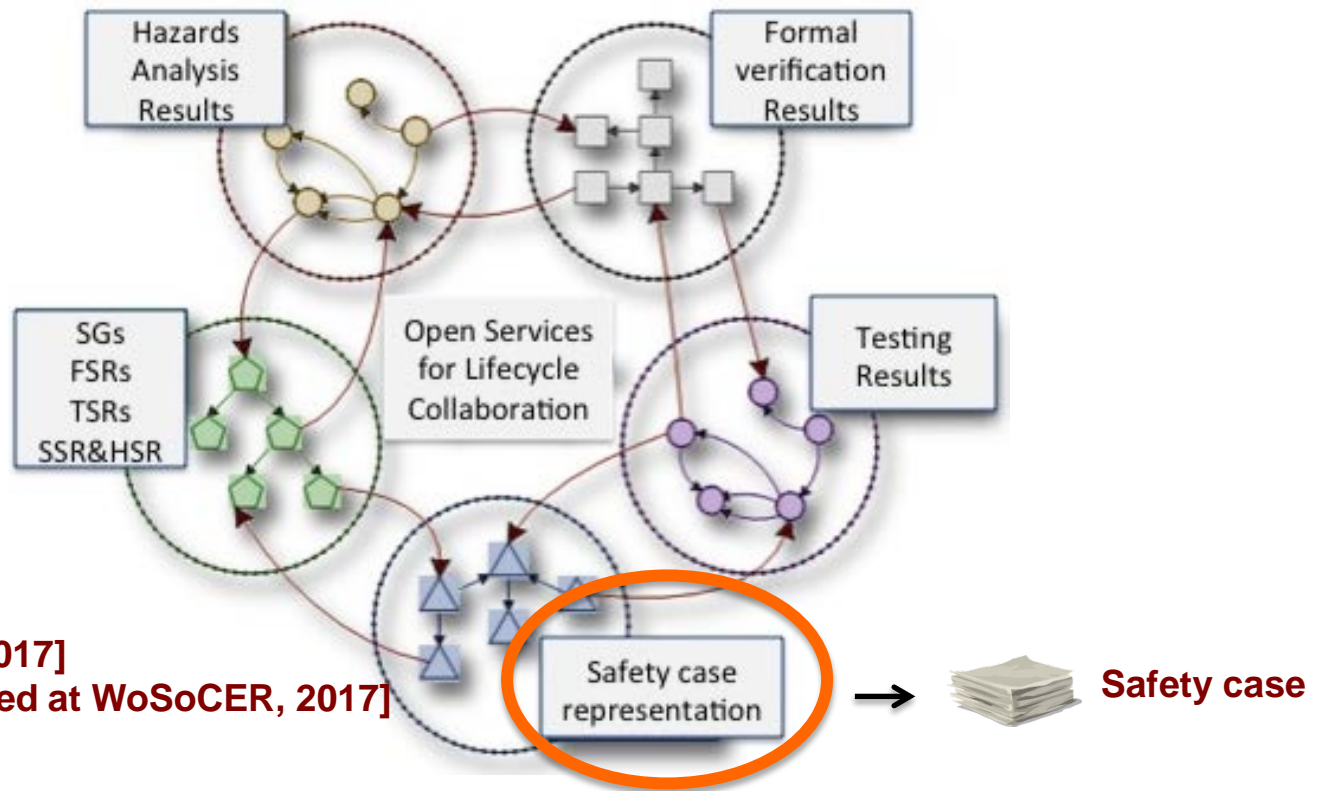 Hazards
Analysis
Results
Formal
verification
Results
SGs
FSRs
TSRs
SSR&HSR
Open Services
for Lifecycle
Collaboration
Testing
Results
Safety case
representation
Safety case
017]
ed at WoSoCER, 2017]